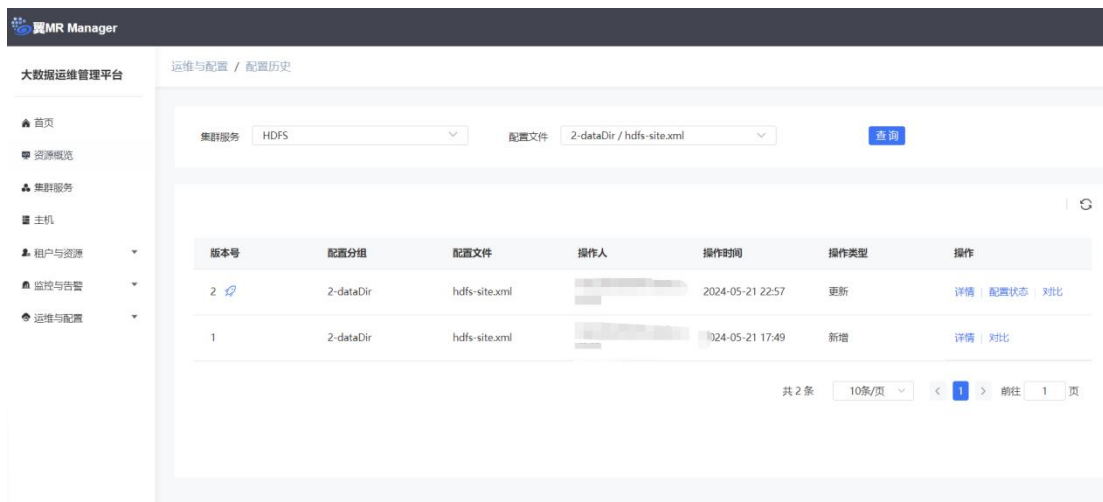 翼MR Manager
大数据运维管理平台
首页
资源概览
集群服务
主机
租户与资源
监控与告警
运维与配置
运维与配置 / 配置历史
集群服务 HDFS 配置文件 2-dataDir / hdfs-site.xml 查询
版本号 配置分组 配置文件 操作人 操作时间 操作类型 操作
2 2-dataDir hdfs-site.xml 2024-05-21 22:57 更新 详情 配置状态 对比
1 2-dataDir hdfs-site.xml 2024-05-21 17:49 新增 详情 对比
共 2 条 10条/页 < 1 > 前往 1 页